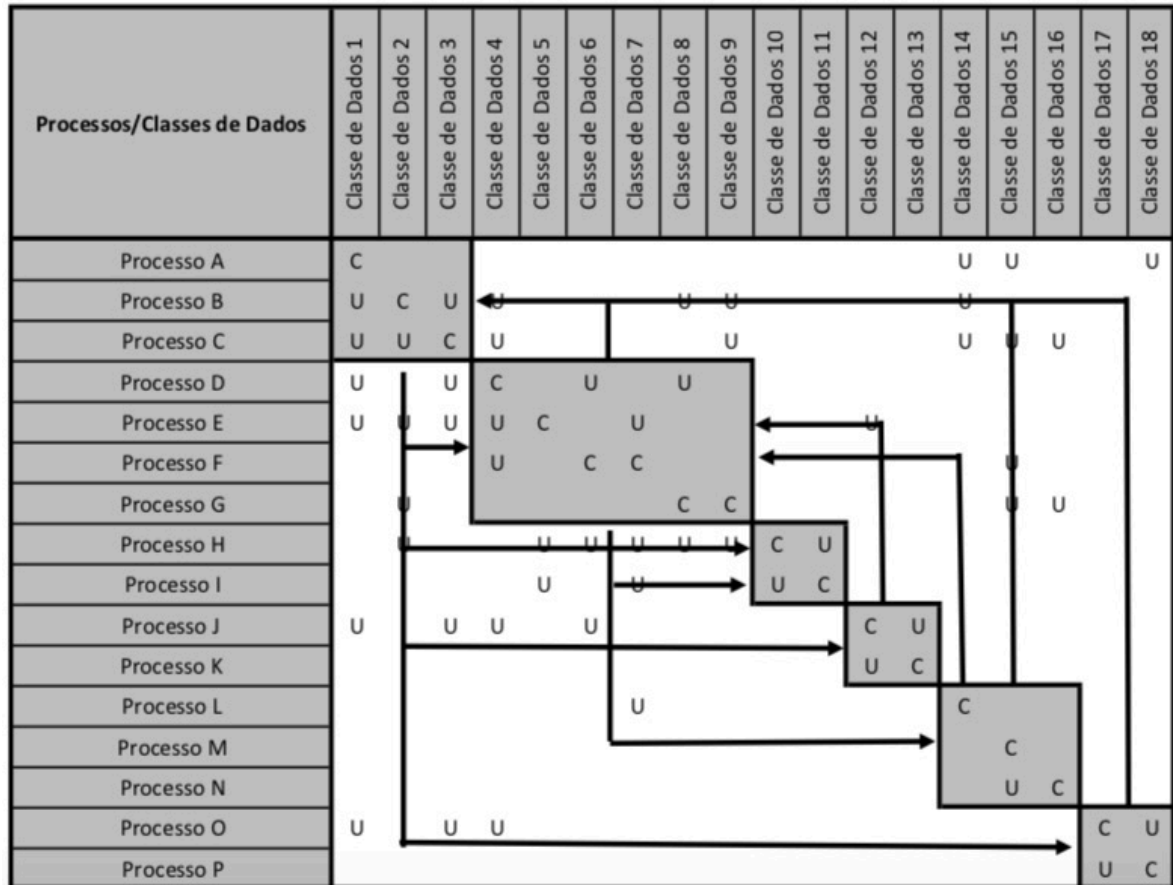 Processos/Classes de Dados
Classe de Dados 1
Classe de Dados 2
Classe de Dados 3
Classe de Dados 4
Classe de Dados 5
Classe de Dados 6
Classe de Dados 7
Classe de Dados 8
Classe de Dados 9
Classe de Dados 10
Classe de Dados 11
Classe de Dados 12
Classe de Dados 13
Classe de Dados 14
Classe de Dados 15
Classe de Dados 16
Classe de Dados 17
Classe de Dados 18
Processo A C U U U
Processo B U C U U U U U
Processo C U U C U U U U U
Processo D U U C U U
Processo E U U U U C U U
Processo F U C C U
Processo G U C C U U
Processo H U U U U U U C U
Processo I U U U C
Processo J U U U U C U
Processo K U C
Processo L U C
Processo M C
Processo N U C
Processo O U U U C U
Processo P U C